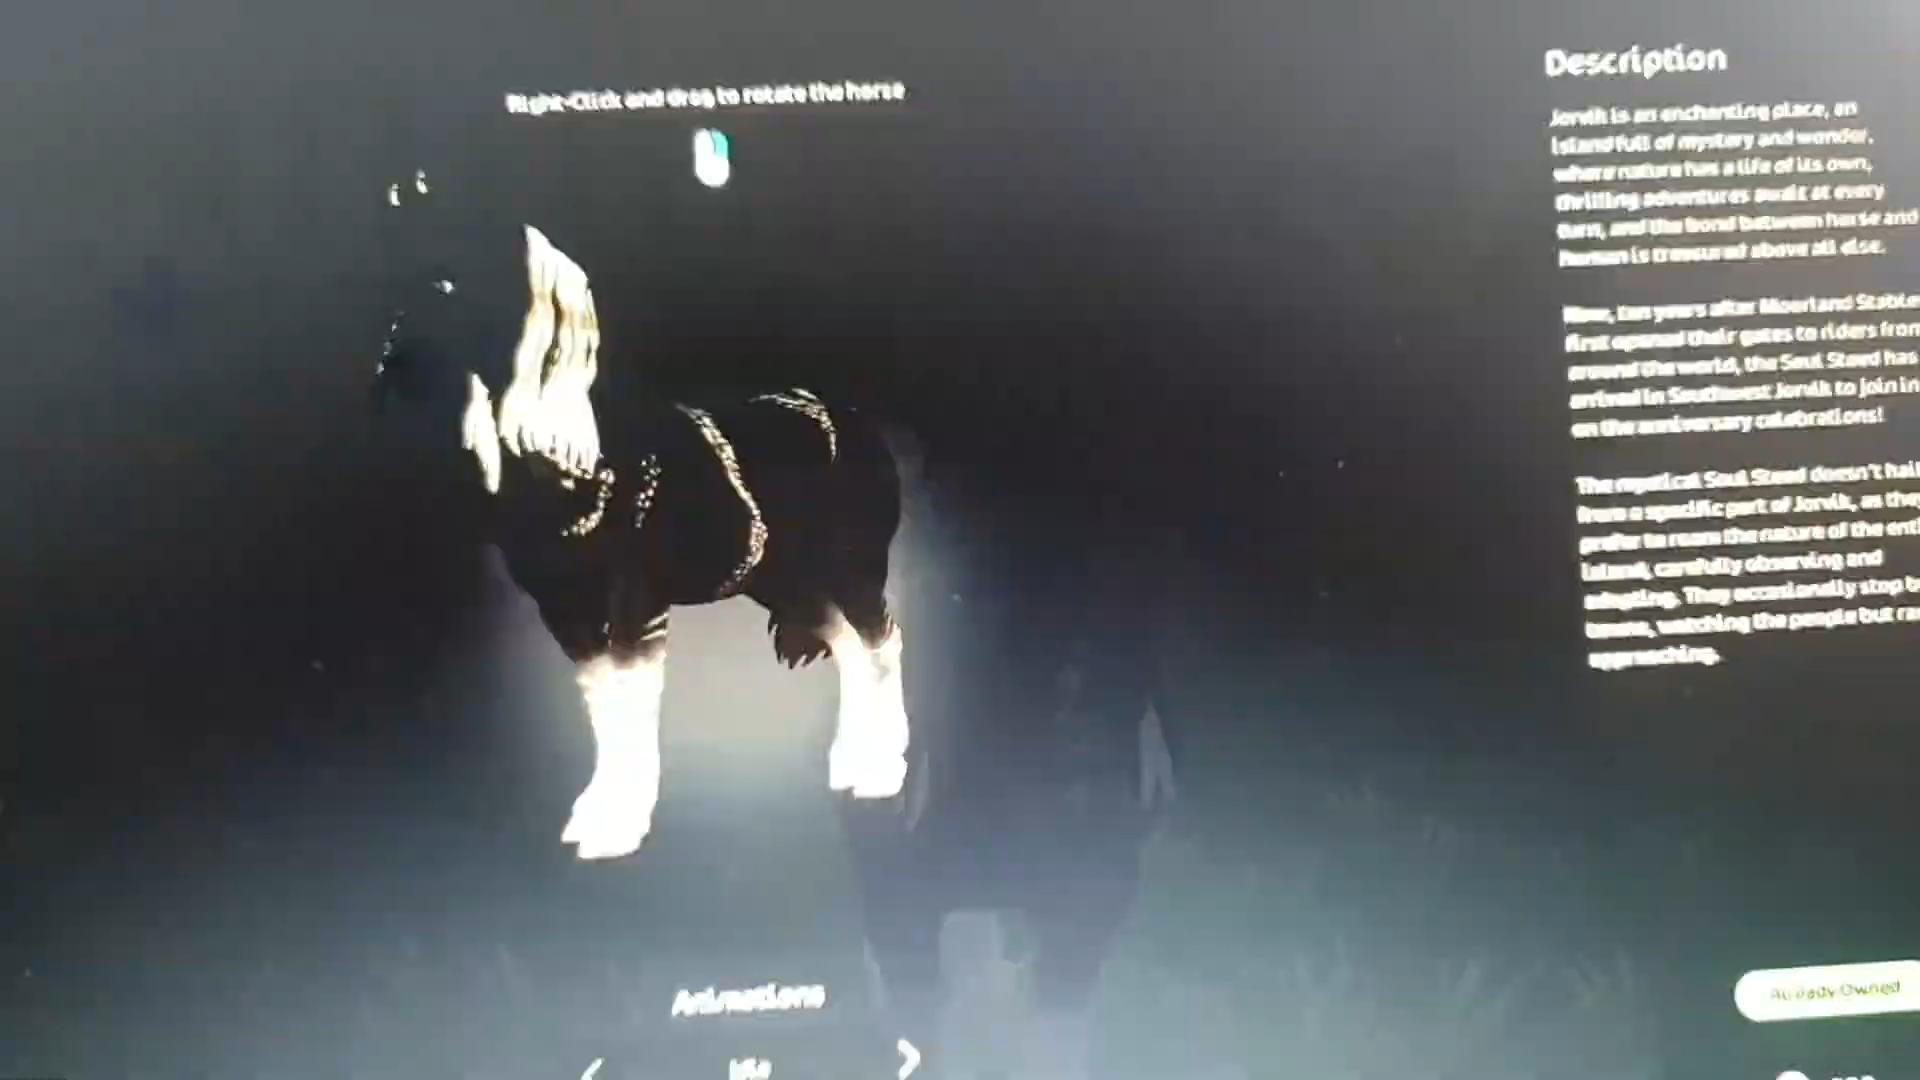 Right-Click and drag to rotate the horse
Description
Jorvik is an enchanting place, an
island full of mystery and wonder,
where nature has a life of its own,
thrilling adventures await at every
turn, and the bond between horse and
human is treasured above all else.
Now, ten years after Moorland Stable
first opened their gates to riders from
around the world, the Soul Steed has
arrived in Southwest Jorvik to join in
on the anniversary celebrations!
The mystical Soul Steed doesn't hail
from a specific part of Jorvik, as they
prefer to roam the nature of the enti
island, carefully observing and
adapting. They occasionally stop b
towns, watching the people but ra
approaching.
Already Owned
Animations
Idle